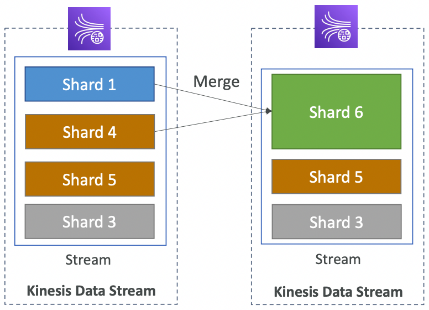 Shard 1
Shard 4
Shard 5
Shard 3
Stream
Kinesis Data Stream
Merge
Shard 6
Shard 5
Shard 3
Stream
Kinesis Data Stream